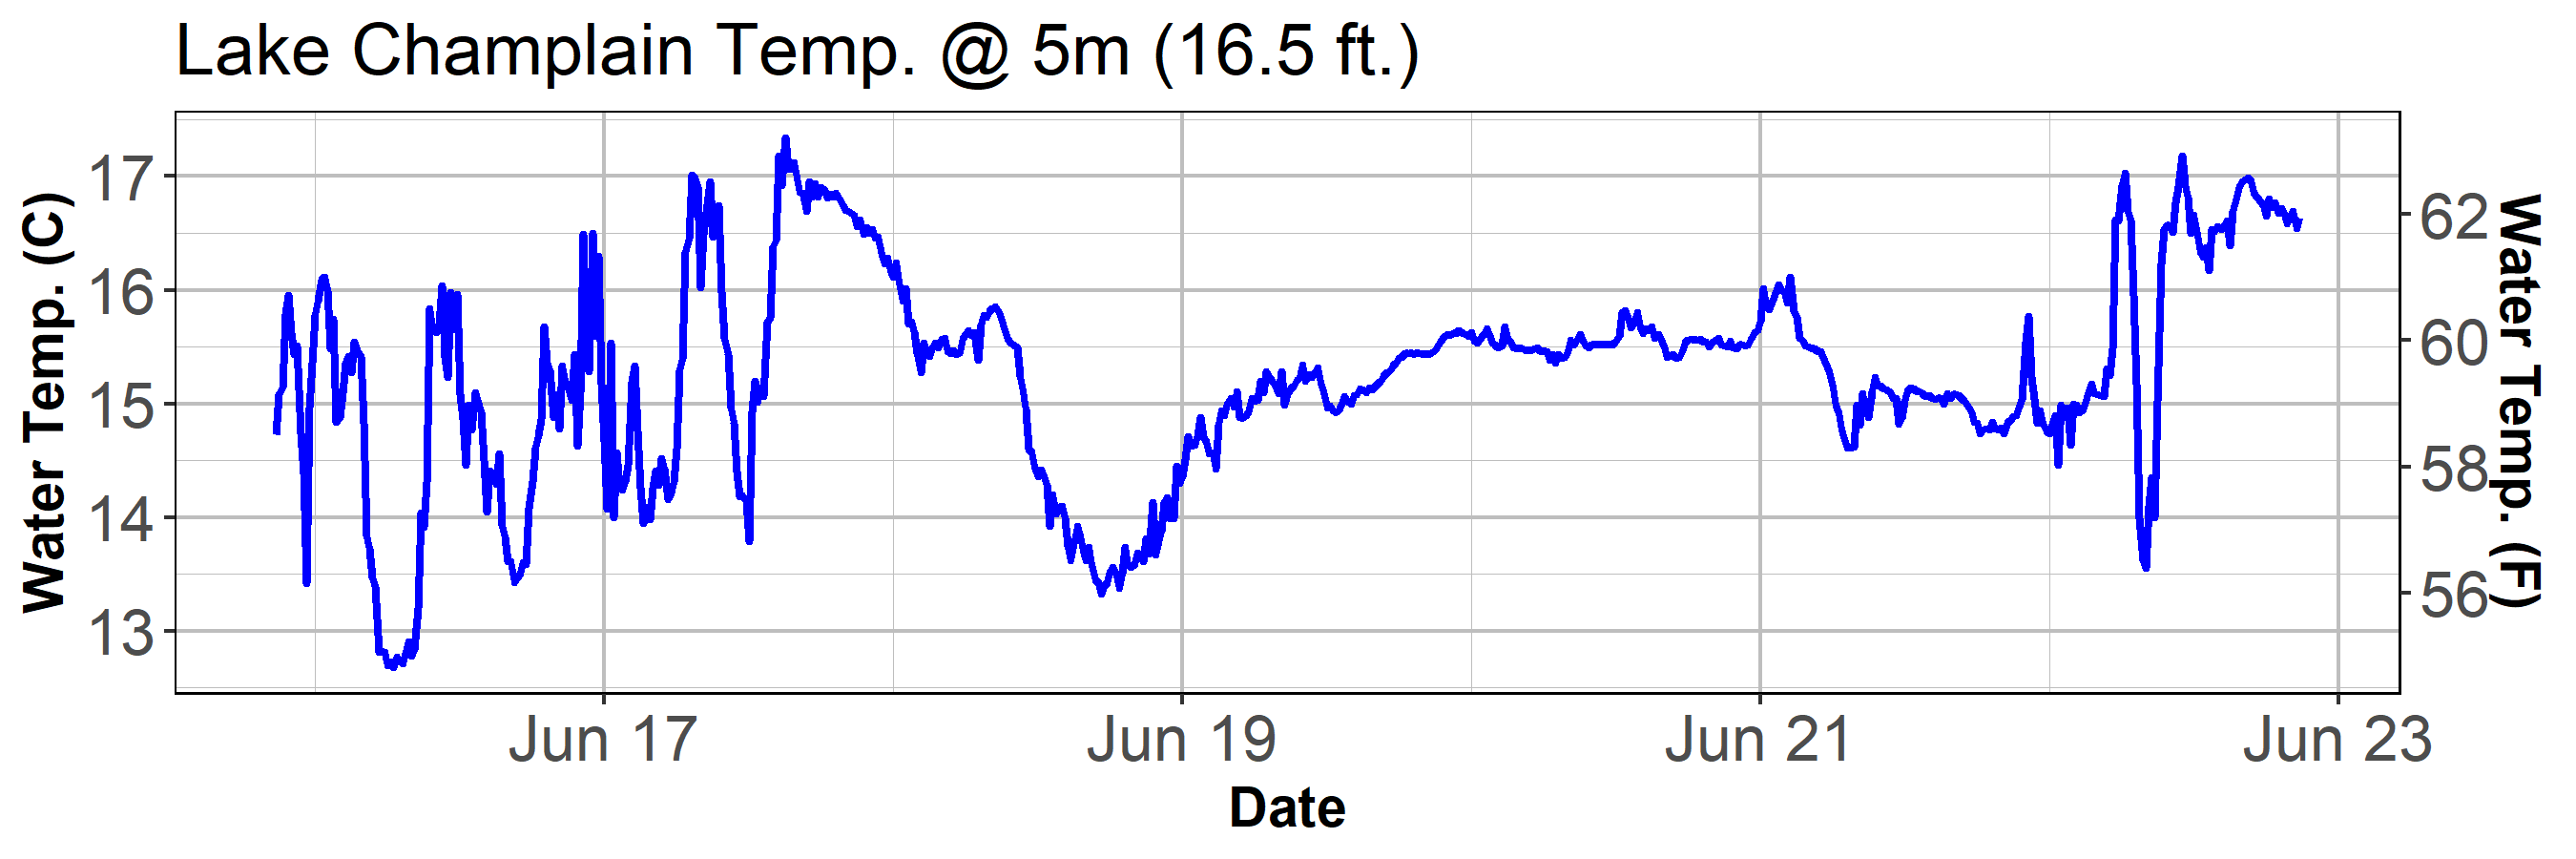 Lake Champlain Temp. @ 5m (16.5 ft.)
Water Temp. (C)
17
16
15
14
13
62
60
58
56
Water Temp. (F)
Jun 17
Jun 19
Jun 21
Jun 23
Date